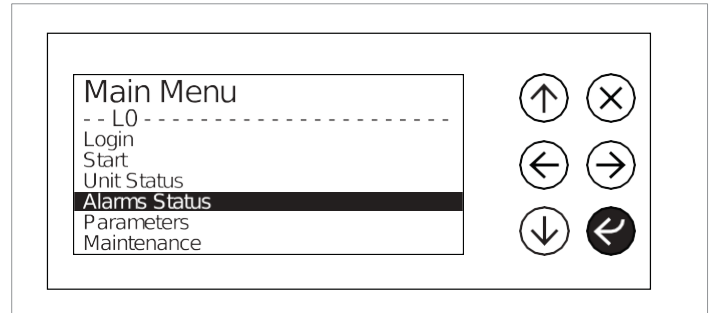 Main Menu
- - L0 - - - - - - - - - - - - - - - - - - - - - -
Login
Start
Unit Status
Alarms Status
Parameters
Maintenance